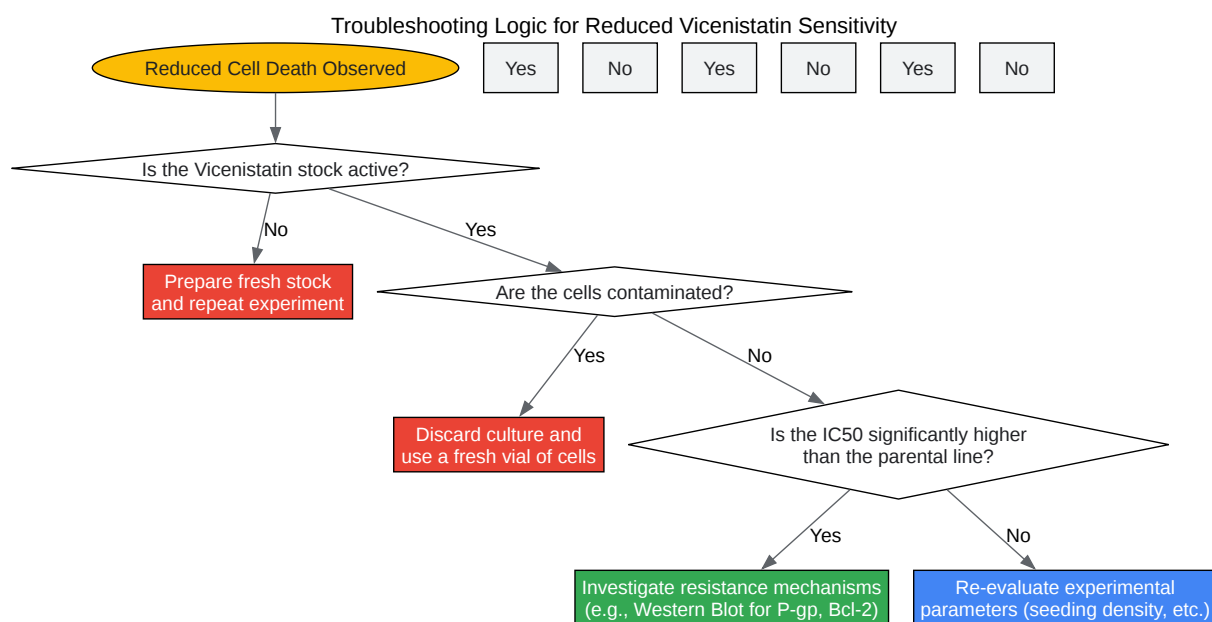 Troubleshooting Logic for Reduced Vicenistatin Sensitivity
Reduced Cell Death Observed
Yes
No
Yes
No
Yes
No
Is the Vicenistatin stock active?
No
Yes
Prepare fresh stock
and repeat experiment
Are the cells contaminated?
Yes
No
Discard culture and
use a fresh vial of cells
Is the IC50 significantly higher
than the parental line?
Yes
No
Investigate resistance mechanisms
(e.g., Western Blot for P-gp, Bcl-2)
Re-evaluate experimental
parameters (seeding density, etc.)